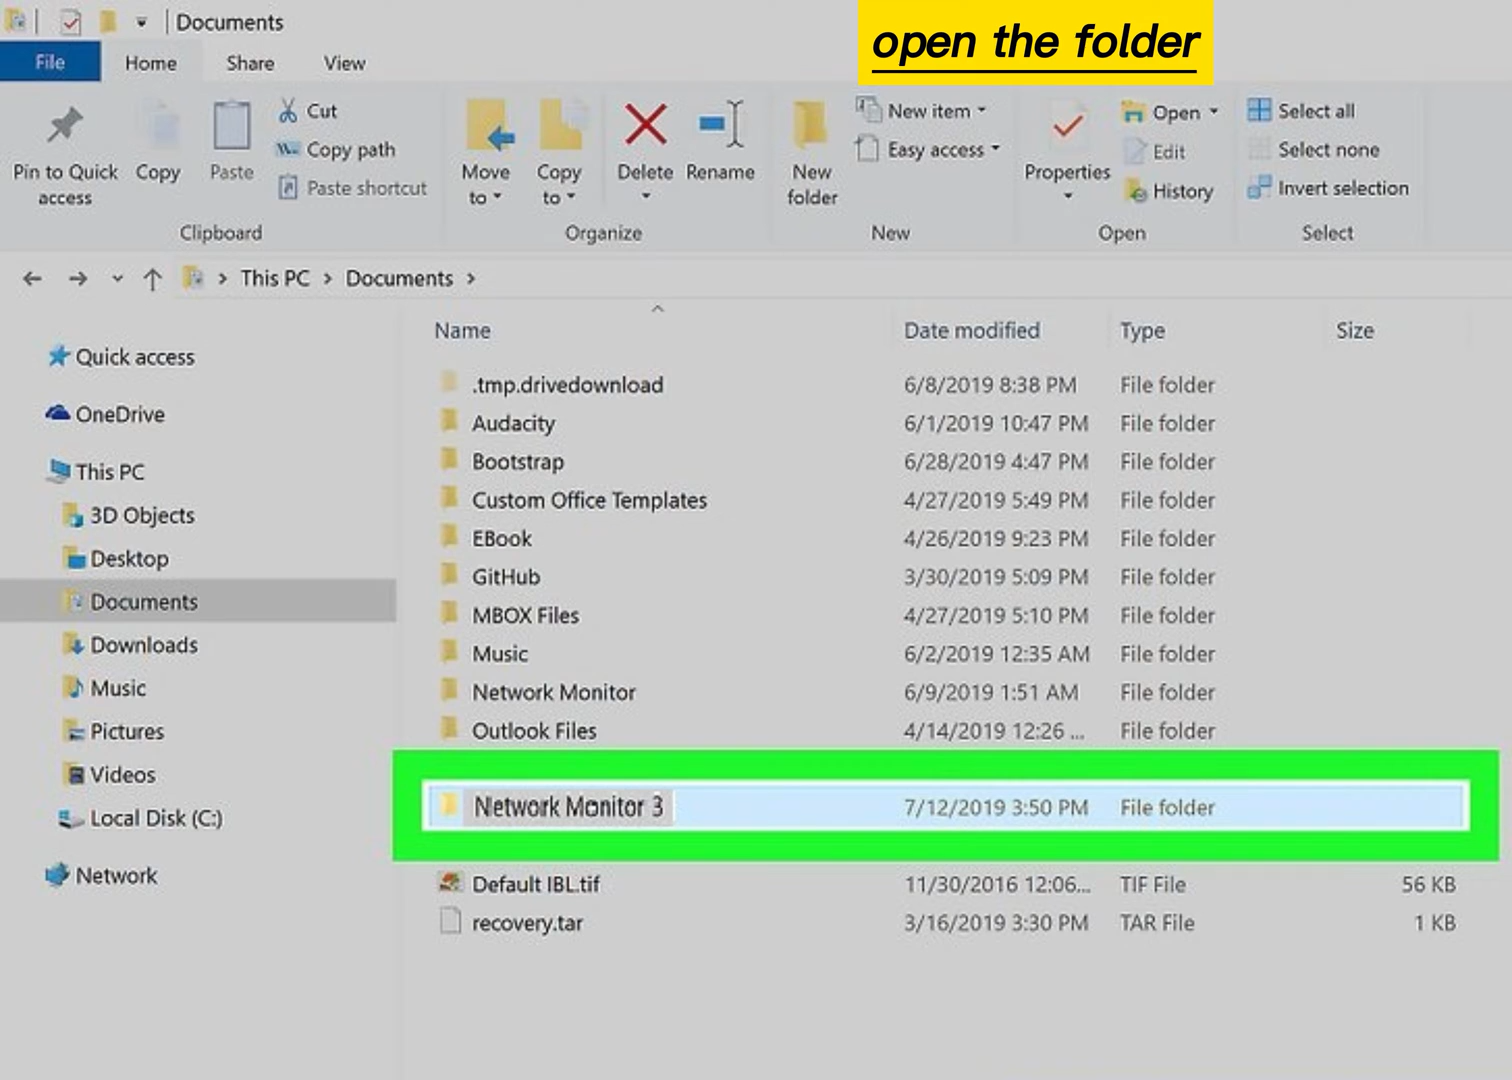 Documents
open the folder
File Home Share View
Pin to Quick access
Copy
Paste
Cut
Copy path
Paste shortcut
Clipboard
Move to
Copy to
Delete
Rename
Organize
New folder
New item
Easy access
New
Properties
Open
Edit
History
Open
Select all
Select none
Invert selection
Select
This PC > Documents >
Quick access
OneDrive
This PC
3D Objects
Desktop
Documents
Downloads
Music
Pictures
Videos
Local Disk (C:)
Network
Name Date modified Type Size
.tmp.drivedownload 6/8/2019 8:38 PM File folder
Audacity 6/1/2019 10:47 PM File folder
Bootstrap 6/28/2019 4:47 PM File folder
Custom Office Templates 4/27/2019 5:49 PM File folder
EBook 4/26/2019 9:23 PM File folder
GitHub 3/30/2019 5:09 PM File folder
MBOX Files 4/27/2019 5:10 PM File folder
Music 6/2/2019 12:35 AM File folder
Network Monitor 6/9/2019 1:51 AM File folder
Outlook Files 4/14/2019 12:26 ... File folder
Network Monitor 3 7/12/2019 3:50 PM File folder
Default IBL.tif 11/30/2016 12:06... TIF File 56 KB
recovery.tar 3/16/2019 3:30 PM TAR File 1 KB